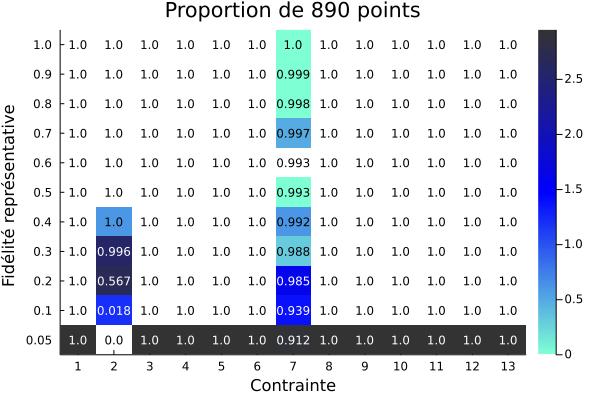 Proportion de 890 points
1.0 1.0 1.0 1.0 1.0 1.0 1.0 1.0 1.0 1.0 1.0 1.0 1.0 1.0
0.9 1.0 1.0 1.0 1.0 1.0 1.0 0.999 1.0 1.0 1.0 1.0 1.0 1.0
0.8 1.0 1.0 1.0 1.0 1.0 1.0 0.998 1.0 1.0 1.0 1.0 1.0 1.0
0.7 1.0 1.0 1.0 1.0 1.0 1.0 0.997 1.0 1.0 1.0 1.0 1.0 1.0
0.6 1.0 1.0 1.0 1.0 1.0 1.0 0.993 1.0 1.0 1.0 1.0 1.0 1.0
0.5 1.0 1.0 1.0 1.0 1.0 1.0 0.993 1.0 1.0 1.0 1.0 1.0 1.0
0.4 1.0 1.0 1.0 1.0 1.0 1.0 0.992 1.0 1.0 1.0 1.0 1.0 1.0
0.3 1.0 0.996 1.0 1.0 1.0 1.0 0.988 1.0 1.0 1.0 1.0 1.0 1.0
0.2 1.0 0.567 1.0 1.0 1.0 1.0 0.985 1.0 1.0 1.0 1.0 1.0 1.0
0.1 1.0 0.018 1.0 1.0 1.0 1.0 0.939 1.0 1.0 1.0 1.0 1.0 1.0
0.05 1.0 0.0 1.0 1.0 1.0 1.0 0.912 1.0 1.0 1.0 1.0 1.0 1.0
1 2 3 4 5 6 7 8 9 10 11 12 13
Contrainte
Fidélité représentative
2.5
2.0
1.5
1.0
0.5
0